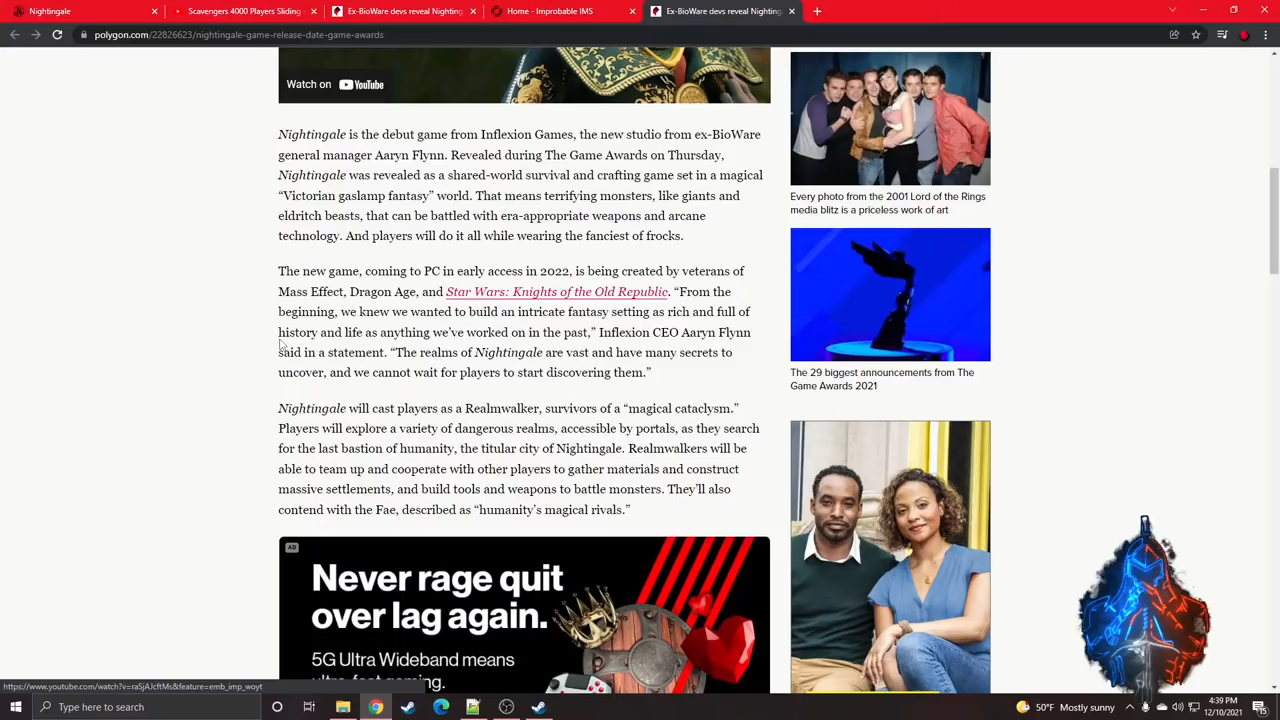 Nightingale
Scavengers 4000 Players Sliding
Ex-BioWare devs reveal Nighting
Home - Improbable IMS
Ex-BioWare devs reveal Nighting
polygon.com/22826623/nightingale-game-release-date-game-awards
Watch on YouTube
Nightingale is the debut game from Inflexion Games, the new studio from ex-BioWare
general manager Aaryn Flynn. Revealed during The Game Awards on Thursday,
Nightingale was revealed as a shared-world survival and crafting game set in a magical
“Victorian gaslamp fantasy” world. That means terrifying monsters, like giants and
eldritch beasts, that can be battled with era-appropriate weapons and arcane
technology. And players will do it all while wearing the fanciest of frocks.
The new game, coming to PC in early access in 2022, is being created by veterans of
Mass Effect, Dragon Age, and Star Wars: Knights of the Old Republic. “From the
beginning, we knew we wanted to build an intricate fantasy setting as rich and full of
history and life as anything we’ve worked on in the past,” Inflexion CEO Aaryn Flynn
said in a statement. “The realms of Nightingale are vast and have many secrets to
uncover, and we cannot wait for players to start discovering them.”
Nightingale will cast players as a Realmwalker, survivors of a “magical cataclysm.”
Players will explore a variety of dangerous realms, accessible by portals, as they search
for the last bastion of humanity, the titular city of Nightingale. Realmwalkers will be
able to team up and cooperate with other players to gather materials and construct
massive settlements, and build tools and weapons to battle monsters. They’ll also
contend with the Fae, described as “humanity’s magical rivals.”
AD
Never rage quit
over lag again.
5G Ultra Wideband means
ultra-fast gaming.
Every photo from the 2001 Lord of the Rings
media blitz is a priceless work of art
The 29 biggest announcements from The
Game Awards 2021
https://www.youtube.com/watch?v=raSjAJcftMs&feature=emb_imp_woyt
Type here to search
50°F Mostly sunny
4:39 PM
12/10/2021
15